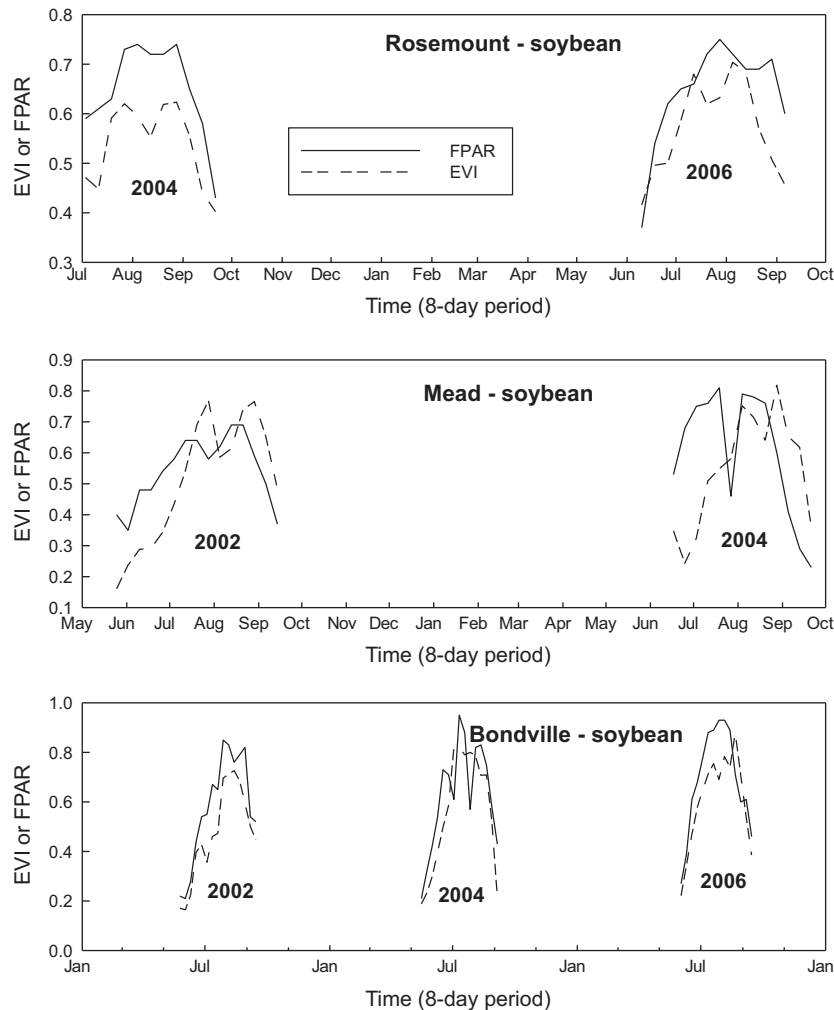 Rosemount - soybean
EVI or FPAR
0.8
0.7
0.6
0.5
0.4
0.3
FPAR
EVI
2004
2006
Jul Aug Sep Oct Nov Dec Jan Feb Mar Apr May Jun Jul Aug Sep Oct
Time (8-day period)
Mead - soybean
EVI or FPAR
0.9
0.8
0.7
0.6
0.5
0.4
0.3
0.2
0.1
2002
2004
May Jun Jul Aug Sep Oct Nov Dec Jan Feb Mar Apr May Jun Jul Aug Sep Oct
Time (8-day period)
Bondville - soybean
EVI or FPAR
1.0
0.8
0.6
0.4
0.2
0.0
2002
2004
2006
Jan Jul Jan Jul Jan Jul Jan
Time (8-day period)